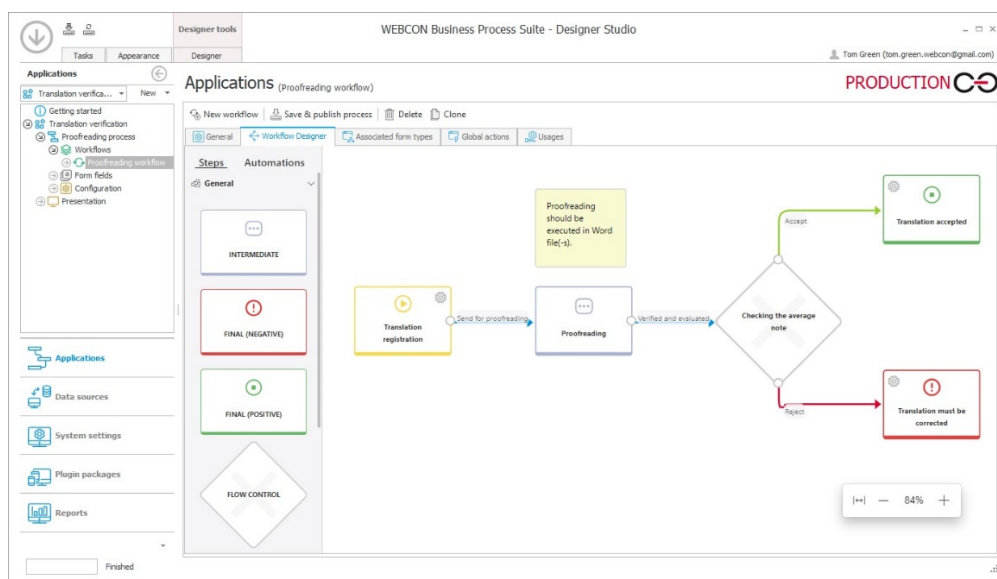 Designer tools
WEBCON Business Process Suite - Designer Studio
Tasks
Appearance
Designer
Tom Green (tom.green.webcon@gmail.com)
Applications
Translation verifica...
New
Getting started
Translation verification
Proofreading process
Workflows
Proofreading workflow
Form fields
Configuration
Presentation
Applications
Data sources
System settings
Plugin packages
Reports
Finished
Applications (Proofreading workflow)
PRODUCTION
New workflow
Save & publish process
Delete
Clone
General
Workflow Designer
Associated form types
Global actions
Usages
Steps
Automations
General
INTERMEDIATE
FINAL (NEGATIVE)
FINAL (POSITIVE)
FLOW CONTROL
Proofreading
should be
executed in Word
file(-s).
Translation
registration
Send for proofreading
Proofreading
Verified and evaluated
Checking the average
note
Accept
Translation accepted
Reject
Translation must be
corrected
84%